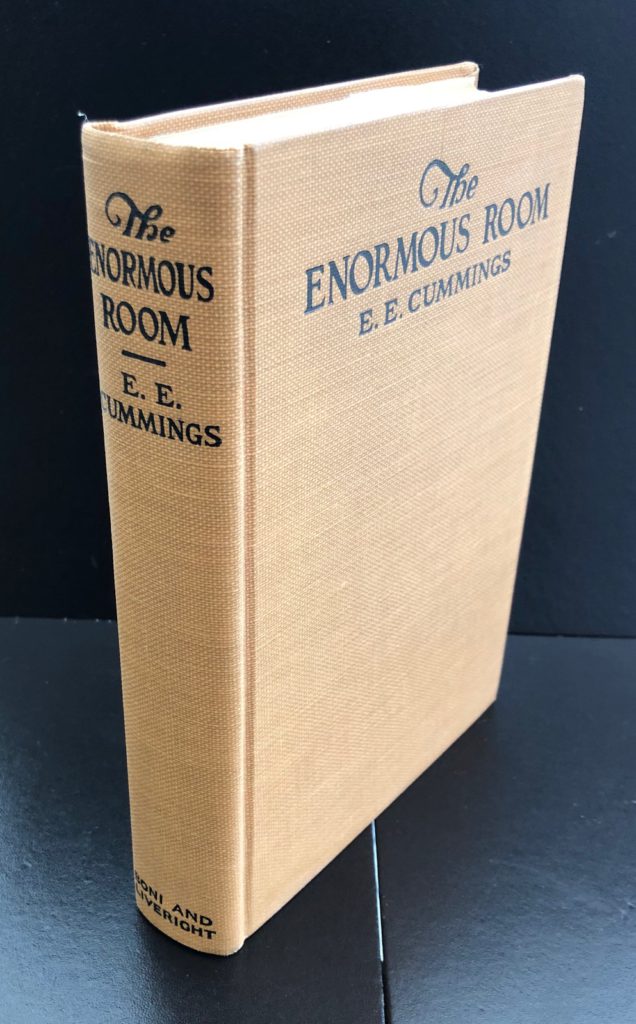 The
ENORMOUS
ROOM
E. E.
CUMMINGS
BONI AND
LIVERIGHT
The
ENORMOUS ROOM
E. E. CUMMINGS